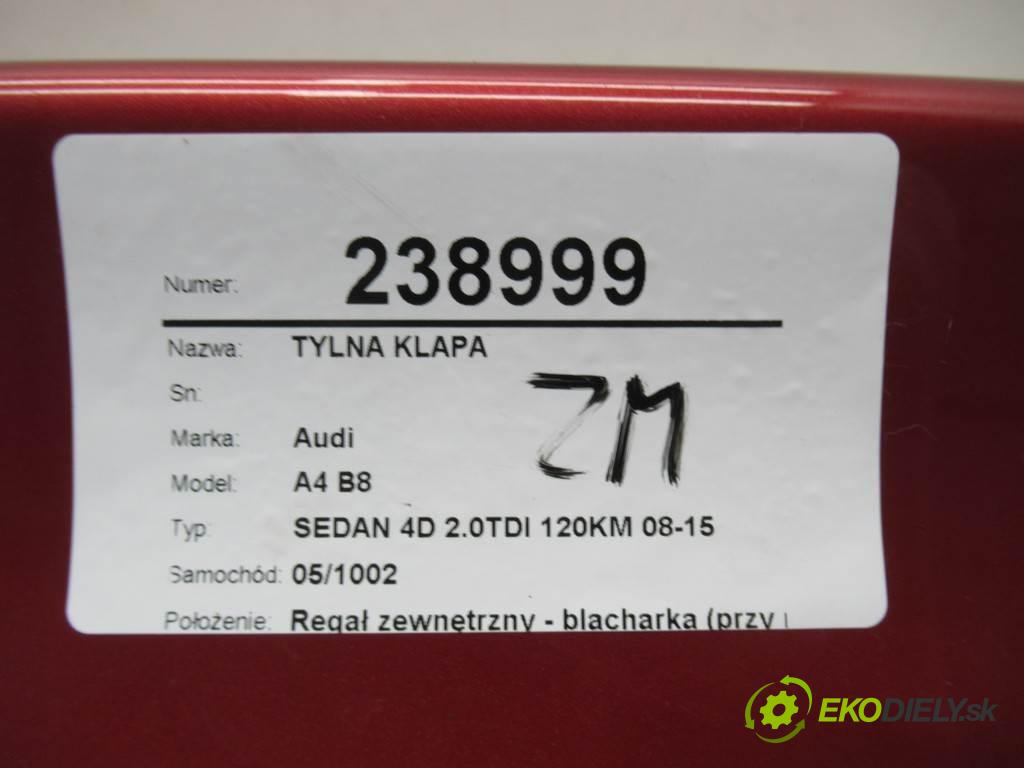 Numer: 238999
Nazwa: TYLNA KLAPA
Sn:
ZM
Marka: Audi
Model: A4 B8
Typ: SEDAN 4D 2.0TDI 120KM 08-15
Samochód: 05/1002
Położenie: Regał zewnętrzny - blacharka (przy
EKODIELY.sk